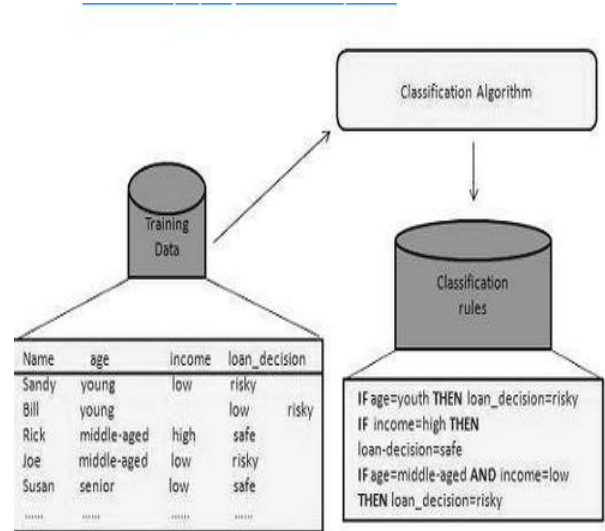 Classification Algorithm
Training
Data
Classification
rules
Name age income loan_decision
Sandy young low risky
Bill young low risky
Rick middle-aged high safe
Joe middle-aged low risky
Susan senior low safe
...... ...... ...... ......
IF age=youth THEN loan_decision=risky
IF income=high THEN
loan-decision=safe
IF age=middle-aged AND income=low
THEN loan_decision=risky